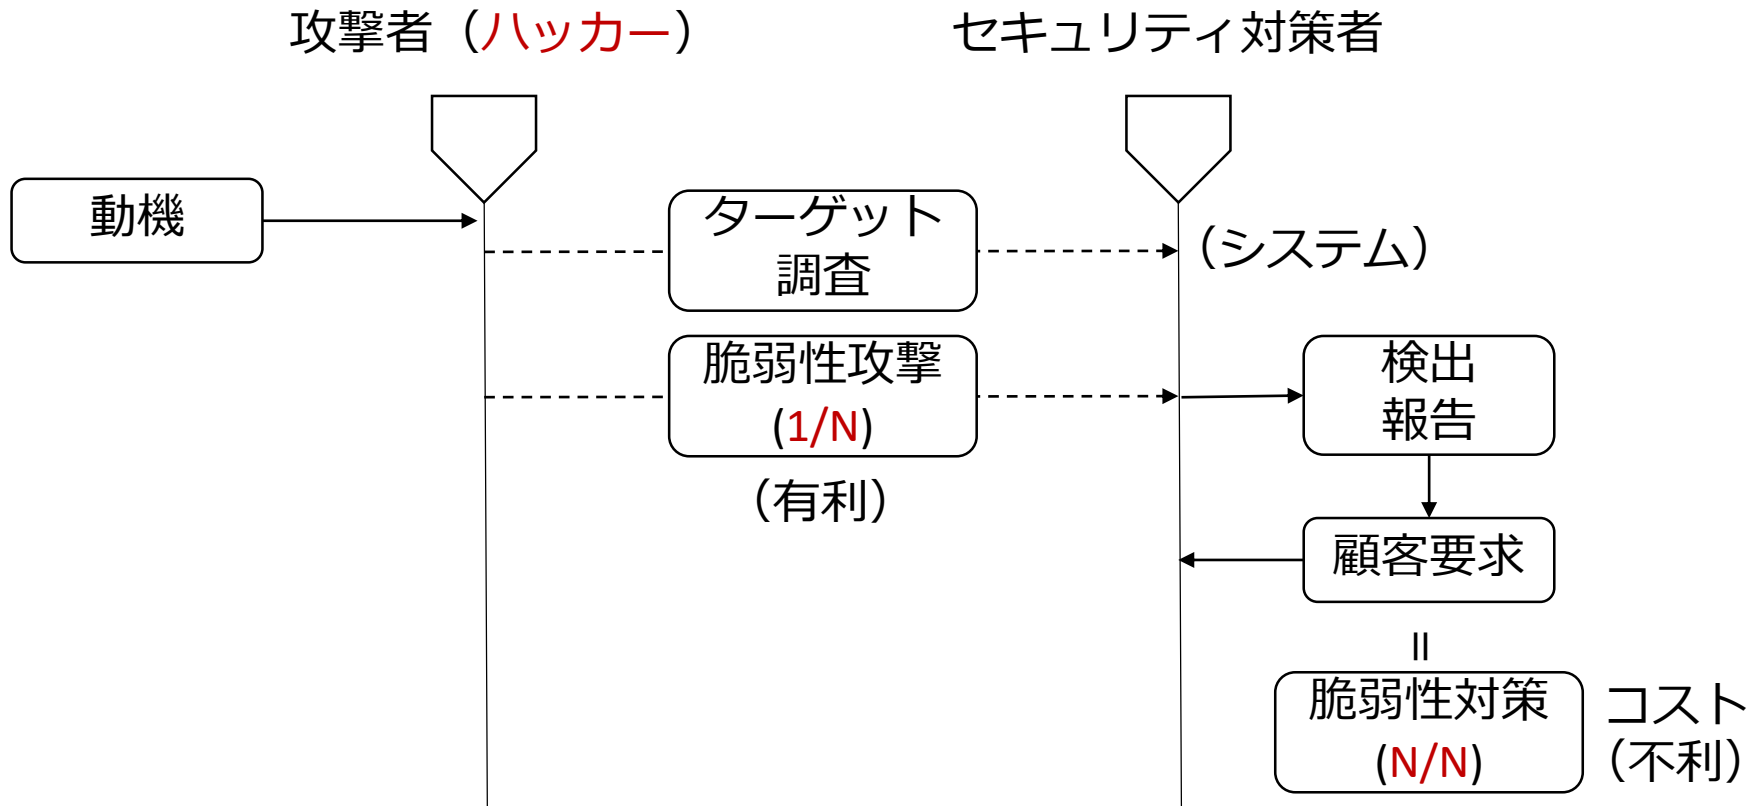 攻撃者（ハッカー）
セキュリティ対策者
動機
ターゲット
調査
（システム）
脆弱性攻撃
(1/N)
（有利）
検出
報告
顧客要求
=
脆弱性対策
(N/N)
コスト
（不利）